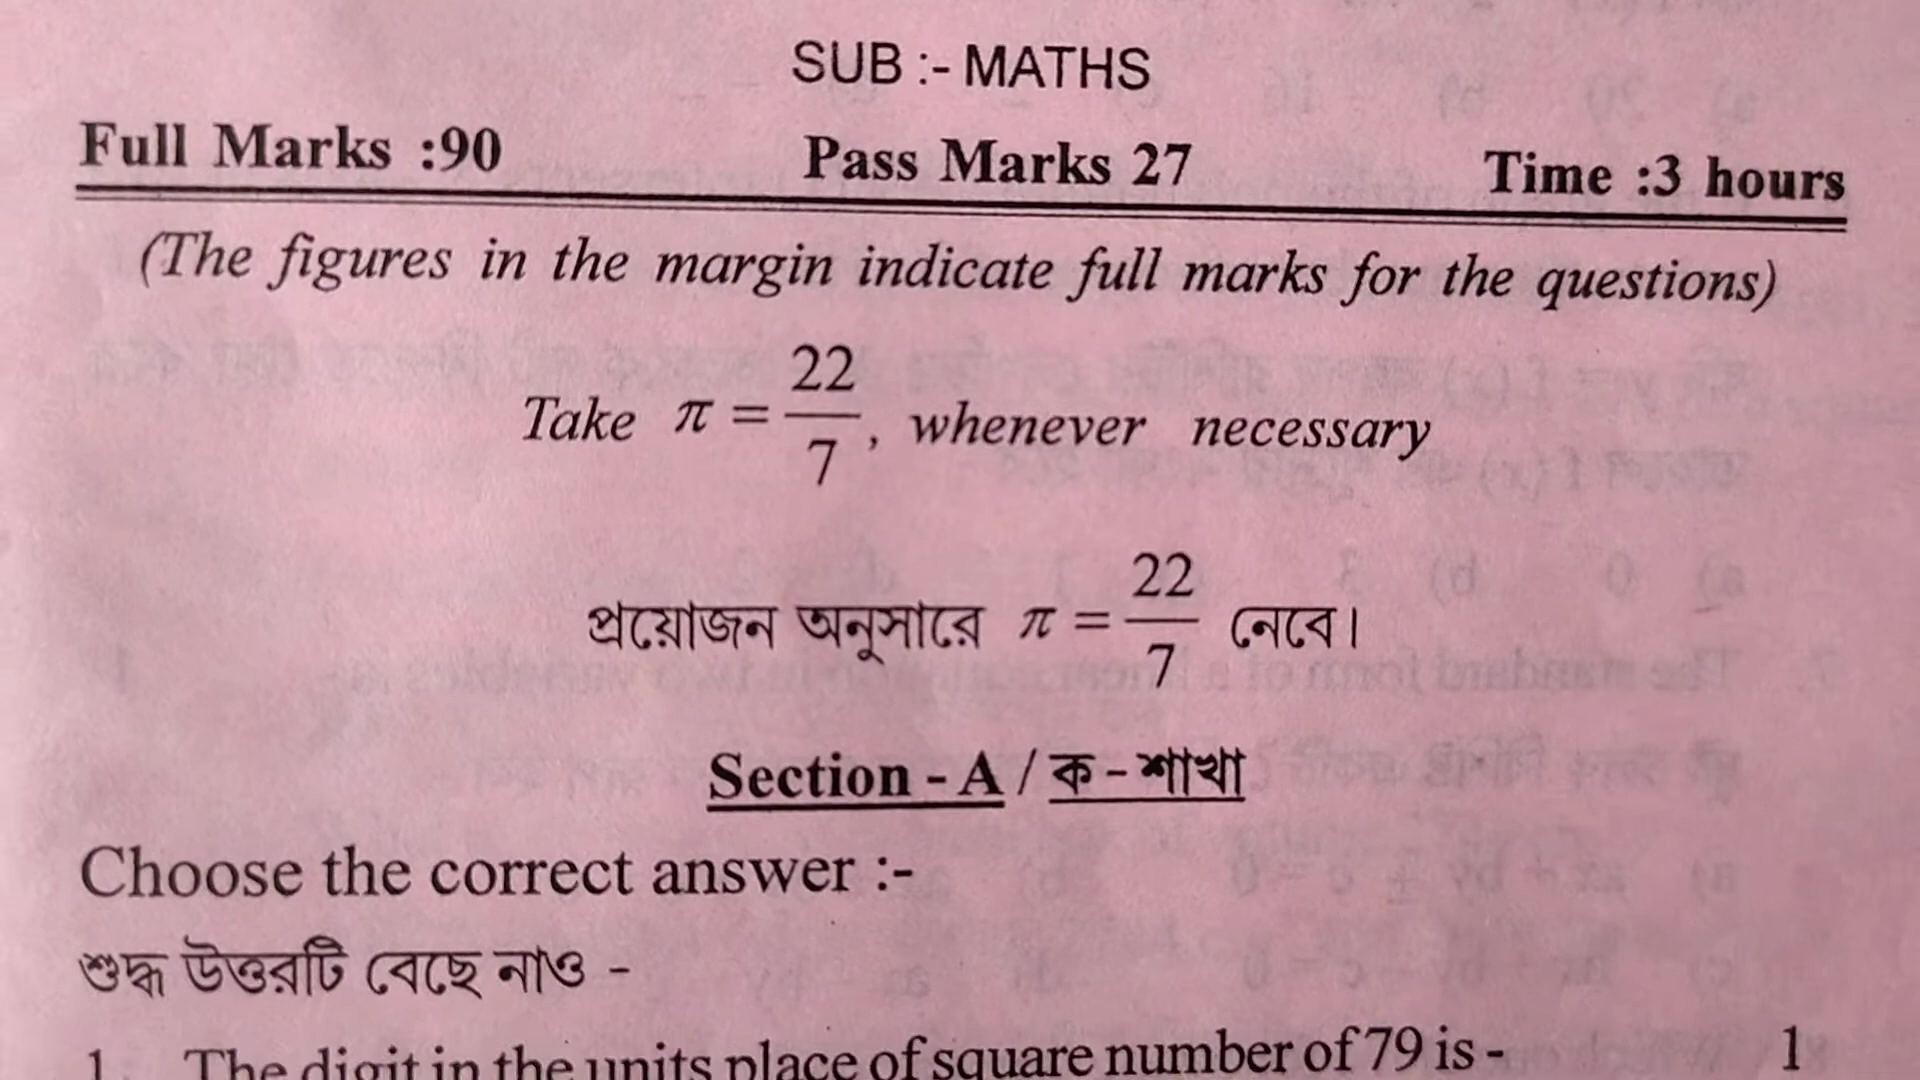 SUB :- MATHS
Full Marks :90 Pass Marks 27 Time :3 hours
(The figures in the margin indicate full marks for the questions)
Take π = 22/7, whenever necessary
প্রয়োজন অনুসারে π = 22/7 নেবে।
Section - A / ক - শাখা
Choose the correct answer :-
শুদ্ধ উত্তরটি বেছে নাও -
1. The digit in the units place of square number of 79 is - 1